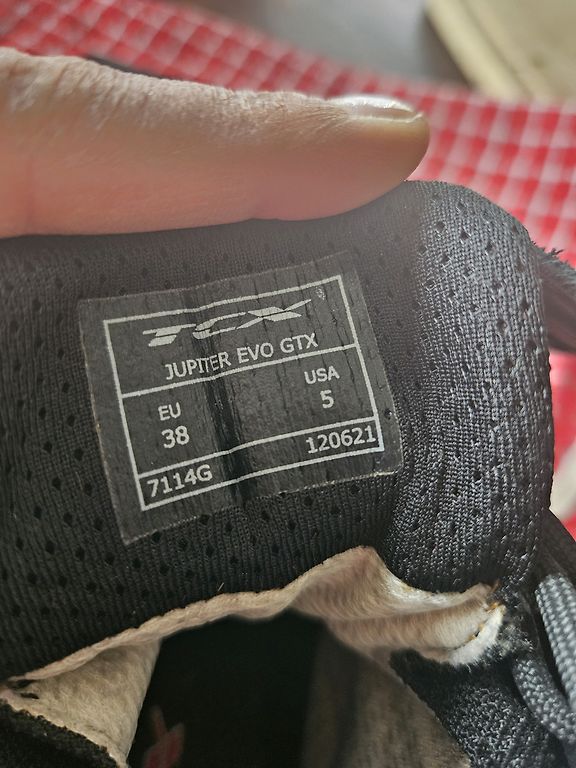 TCX
JUPITER EVO GTX
EU
38
USA
5
7114G
120621